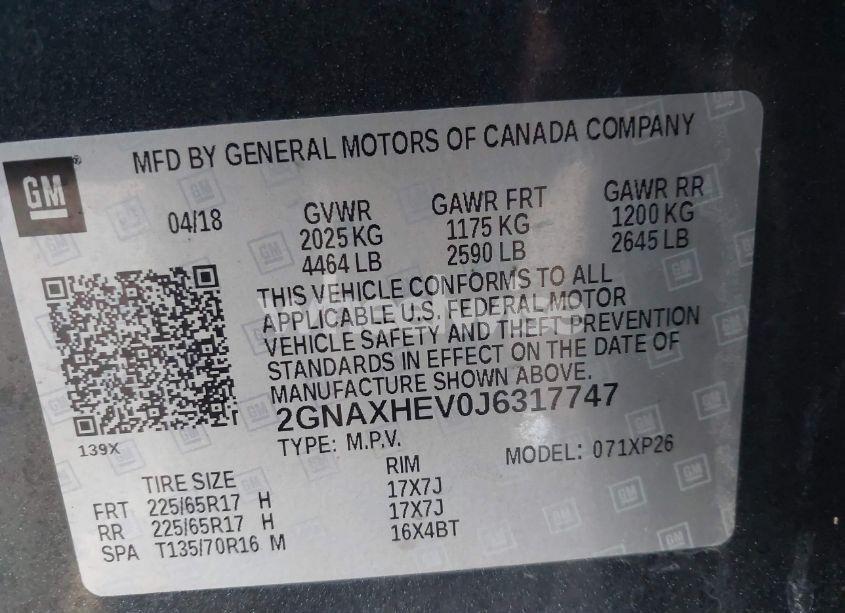 MFD BY GENERAL MOTORS OF CANADA COMPANY
GM ®
04/18
GVWR
2025 KG
4464 LB
GAWR FRT
1175 KG
2590 LB
GAWR RR
1200 KG
2645 LB
THIS VEHICLE CONFORMS TO ALL
APPLICABLE U.S. FEDERAL MOTOR
VEHICLE SAFETY AND THEFT PREVENTION
STANDARDS IN EFFECT ON THE DATE OF
MANUFACTURE SHOWN ABOVE.
2GNAXHEV0J6317747
139X
TYPE: M.P.V.
MODEL: 071XP26
TIRE SIZE RIM
FRT 225/65R17 H 17X7J
RR 225/65R17 H 17X7J
SPA T135/70R16 M 16X4BT